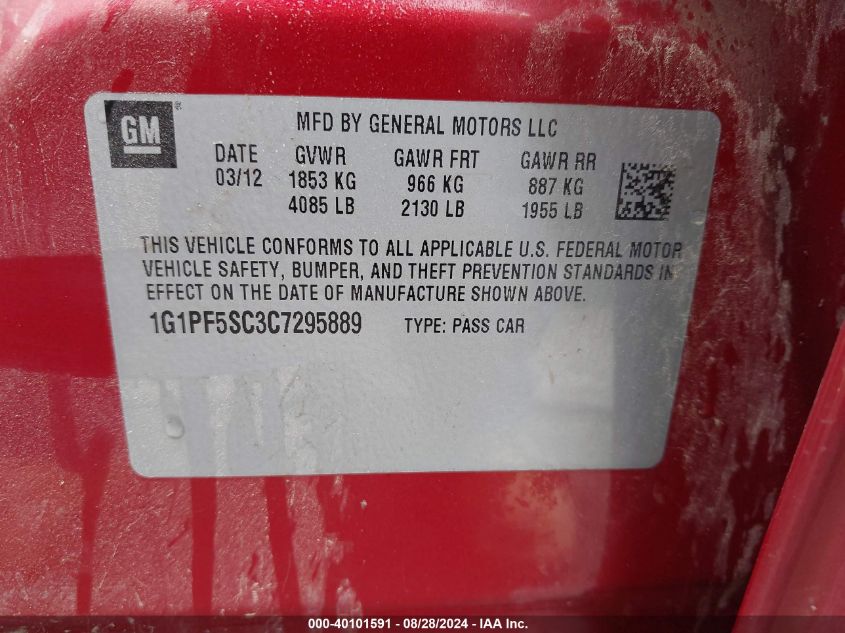 GM ®
MFD BY GENERAL MOTORS LLC
DATE GVWR GAWR FRT GAWR RR
03/12 1853 KG 966 KG 887 KG
4085 LB 2130 LB 1955 LB
THIS VEHICLE CONFORMS TO ALL APPLICABLE U.S. FEDERAL MOTOR
VEHICLE SAFETY, BUMPER, AND THEFT PREVENTION STANDARDS IN
EFFECT ON THE DATE OF MANUFACTURE SHOWN ABOVE.
1G1PF5SC3C7295889 TYPE: PASS CAR
000-40101591 - 08/28/2024 - IAA Inc.